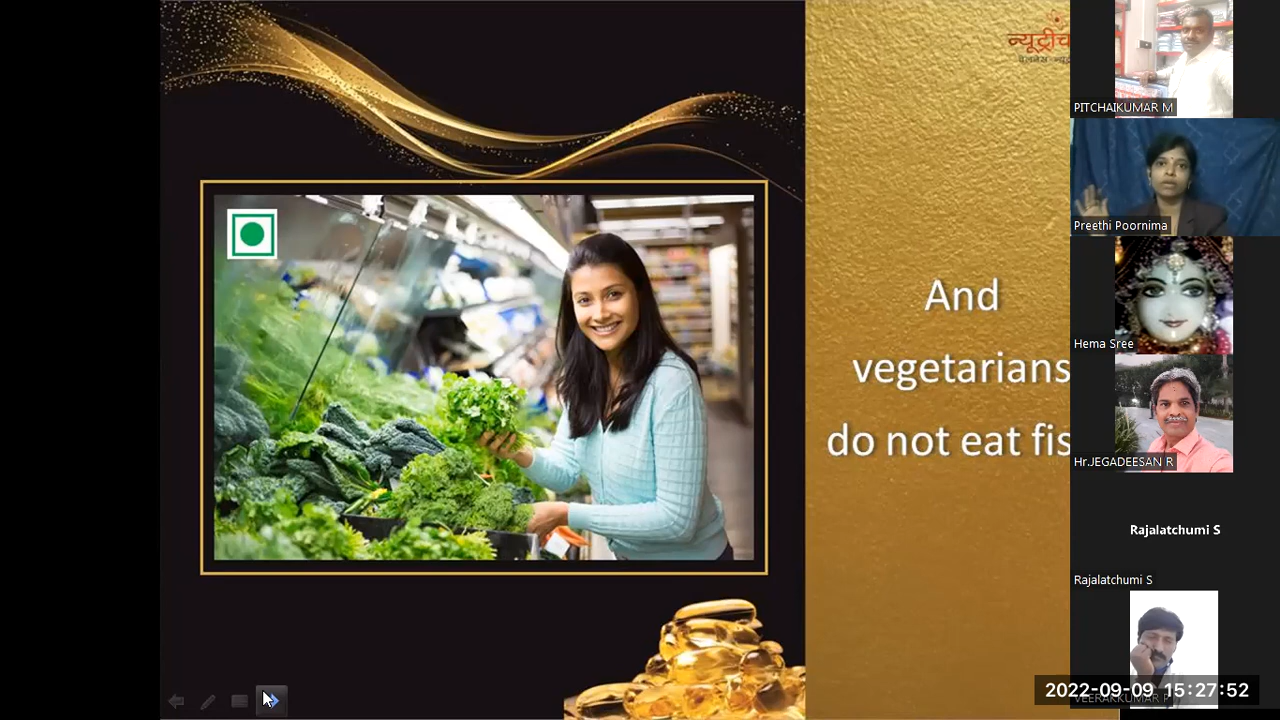 न्यूट्रीच
And
vegetarians
do not eat fis
PITCHAIKUMAR M
Preethi Poornima
Hema Sree
Hr.JEGADEESAN R
Rajalatchumi S
Rajalatchumi S
2022-09-09 15:27:52